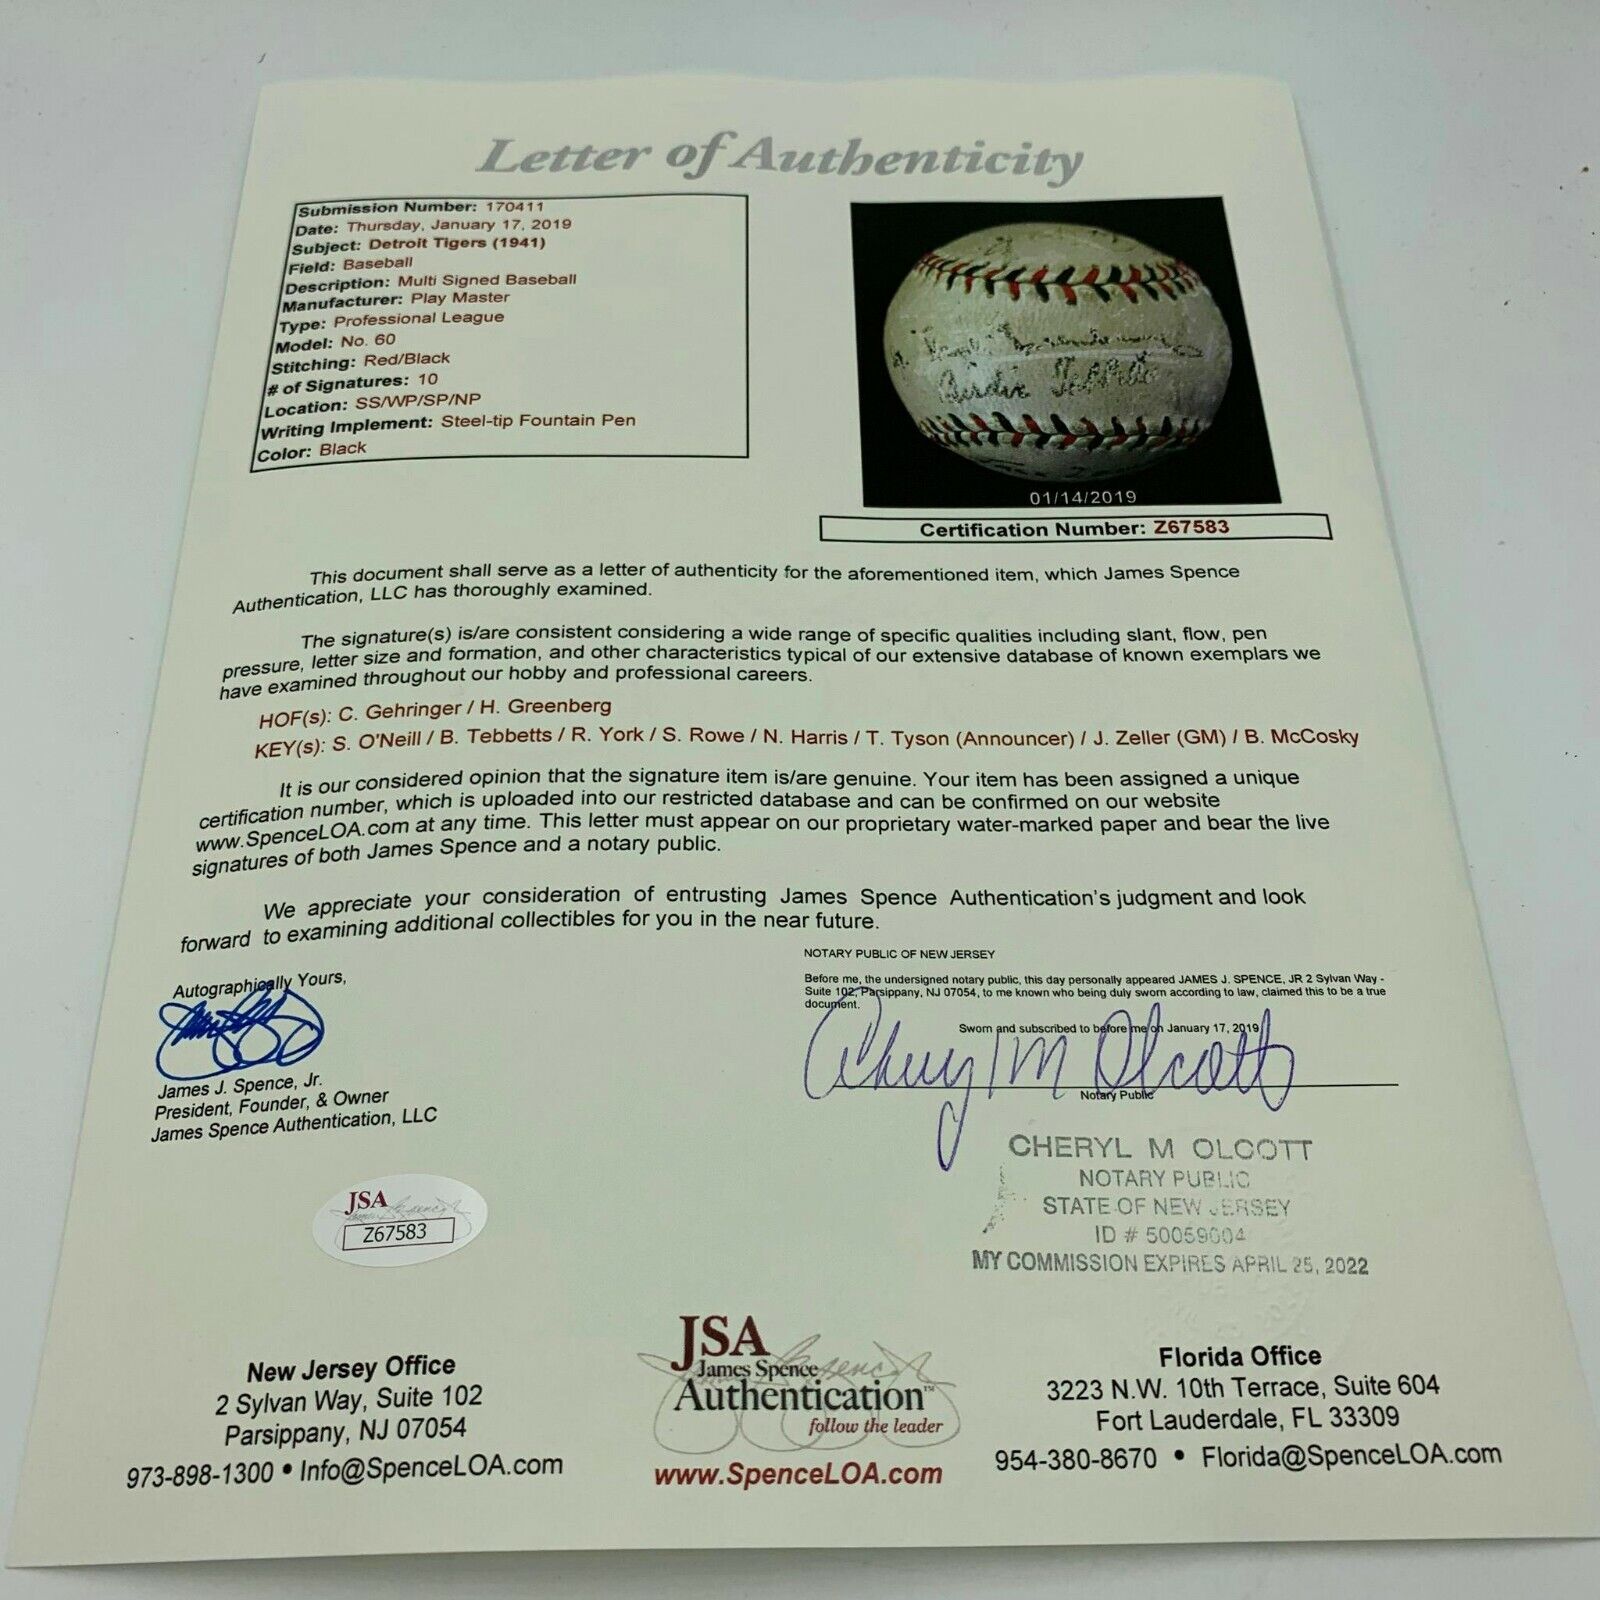 Letter of Authenticity
Submission Number: 170411
Date: Thursday, January 17, 2019
Subject: Detroit Tigers (1941)
Field: Baseball
Description: Multi Signed Baseball
Manufacturer: Play Master
Type: Professional League
Model: No. 60
Stitching: Red/Black
# of Signatures: 10
Location: SS/WP/SP/NP
Writing Implement: Steel-tip Fountain Pen
Color: Black
Birdie Tebbetts
01/14/2019
Certification Number: Z67583
This document shall serve as a letter of authenticity for the aforementioned item, which James Spence
Authentication, LLC has thoroughly examined.
The signature(s) is/are consistent considering a wide range of specific qualities including slant, flow, pen
pressure, letter size and formation, and other characteristics typical of our extensive database of known exemplars we
have examined throughout our hobby and professional careers.
HOF(s): C. Gehringer / H. Greenberg
KEY(s): S. O'Neill / B. Tebbetts / R. York / S. Rowe / N. Harris / T. Tyson (Announcer) / J. Zeller (GM) / B. McCosky
It is our considered opinion that the signature item is/are genuine. Your item has been assigned a unique
certification number, which is uploaded into our restricted database and can be confirmed on our website
www.SpenceLOA.com at any time. This letter must appear on our proprietary water-marked paper and bear the live
signatures of both James Spence and a notary public.
We appreciate your consideration of entrusting James Spence Authentication's judgment and look
forward to examining additional collectibles for you in the near future.
NOTARY PUBLIC OF NEW JERSEY
Before me, the undersigned notary public, this day personally appeared JAMES J. SPENCE, JR 2 Sylvan Way -
Suite 102, Parsippany, NJ 07054, to me known who being duly sworn according to law, claimed this to be a true
document.
Sworn and subscribed to before me on January 17, 2019
Cheryl M Olcott
Notary Public
Autographically Yours,
James J. Spence, Jr.
President, Founder, & Owner
James Spence Authentication, LLC
CHERYL M OLCOTT
NOTARY PUBLIC
STATE OF NEW JERSEY
ID # 50059004
MY COMMISSION EXPIRES APRIL 25, 2022
JSA
Z67583
New Jersey Office
2 Sylvan Way, Suite 102
Parsippany, NJ 07054
973-898-1300 • Info@SpenceLOA.com
JSA
James Spence
Authentication™
follow the leader
www.SpenceLOA.com
Florida Office
3223 N.W. 10th Terrace, Suite 604
Fort Lauderdale, FL 33309
954-380-8670 • Florida@SpenceLOA.com